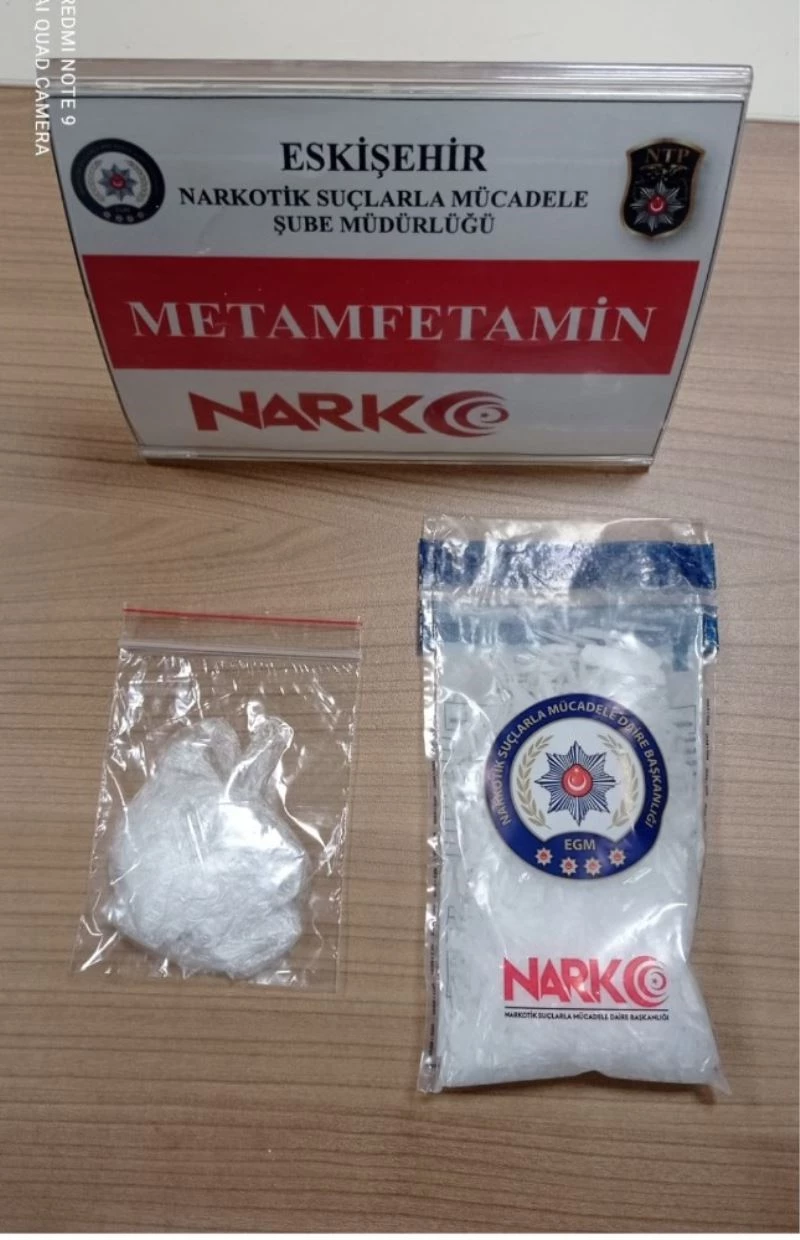 REDMI NOTE 9
AI QUAD CAMERA
ESKİŞEHİR
NARKOTİK SUÇLARLA MÜCADELE
ŞUBE MÜDÜRLÜĞÜ
NTP
METAMFETAMİN
NARKO
NARKOTİK SUÇLARLA MÜCADELE DAİRE BAŞKANLIĞI
EGM
NARKO
NARKOTİK SUÇLARLA MÜCADELE DAİRE BAŞKANLIĞI